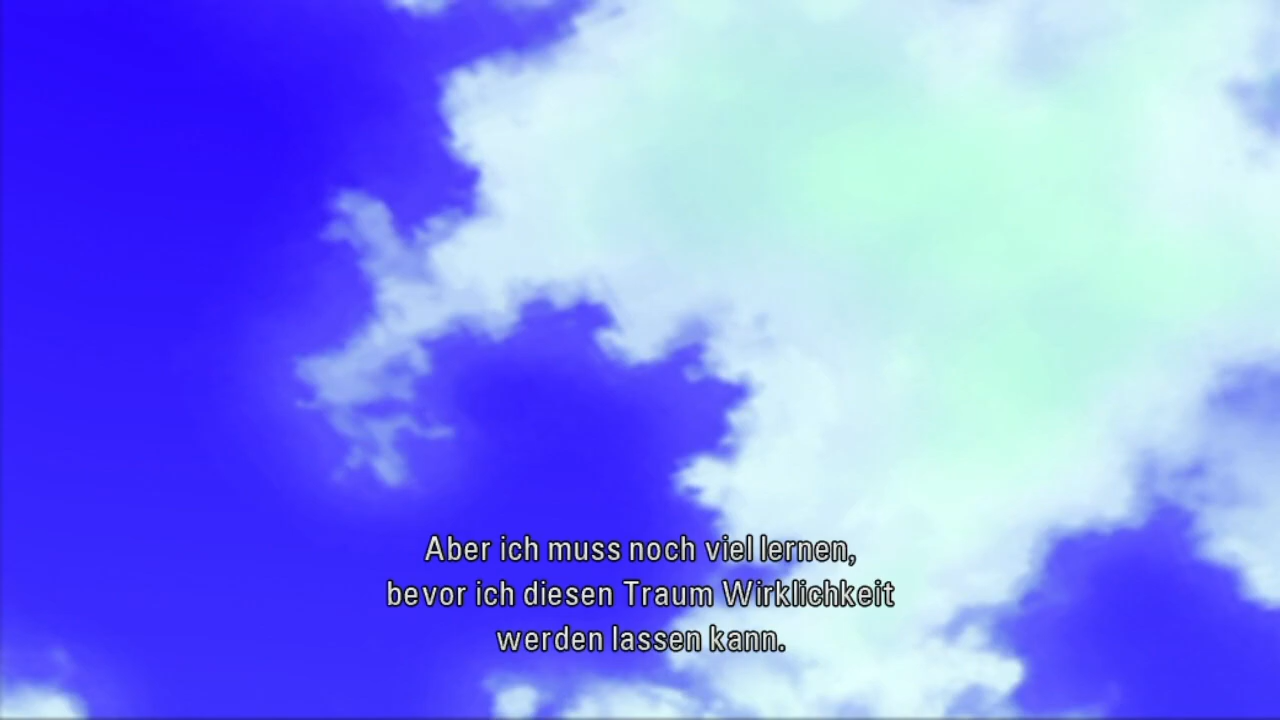 Aber ich muss noch viel lernen,
bevor ich diesen Traum Wirklichkeit
werden lassen kann.